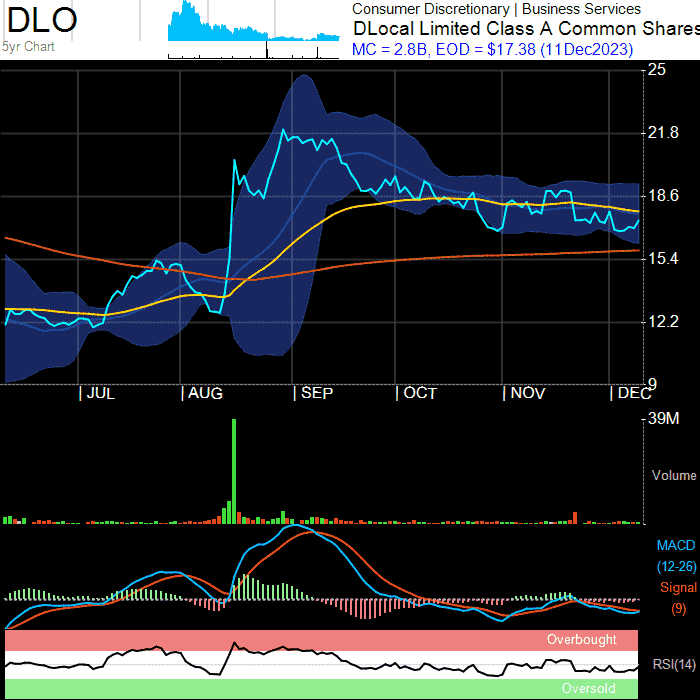 DLO
5yr Chart
Consumer Discretionary | Business Services
DLocal Limited Class A Common Shares
MC = 2.8B, EOD = $17.38 (11Dec2023)
25
21.8
18.6
15.4
12.2
9
| JUL
| AUG
| SEP
| OCT
| NOV
| DEC
39M
Volume
MACD
(12-26)
Signal
(9)
Overbought
RSI(14)
Oversold